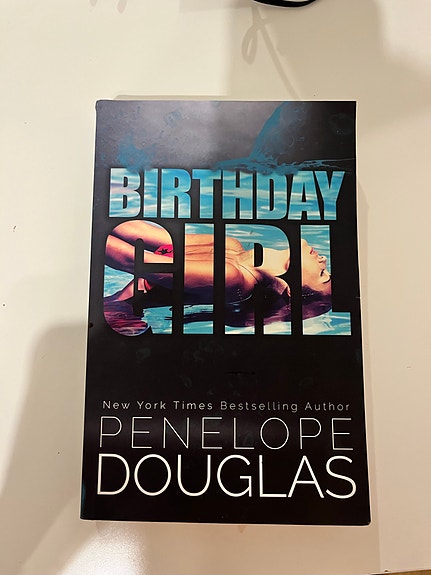 BIRTHDAY
GIRL
New York Times Bestselling Author
PENELOPE
DOUGLAS